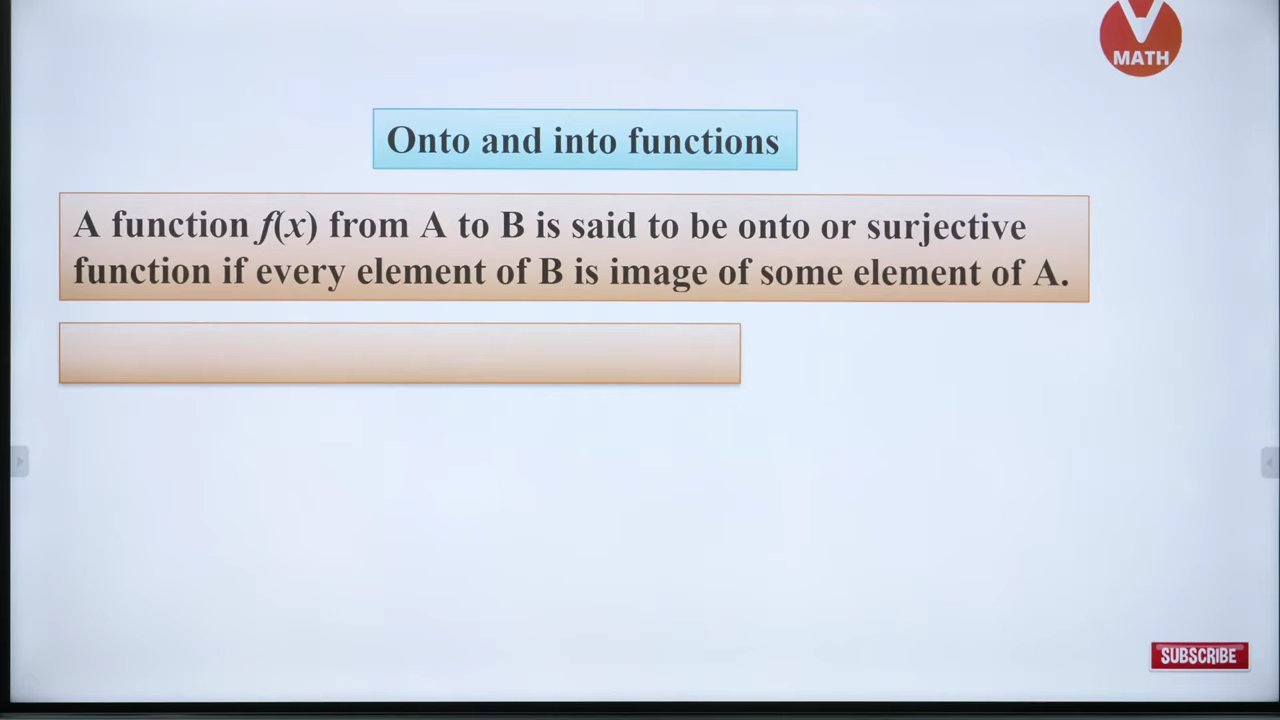 MATH
Onto and into functions
A function f(x) from A to B is said to be onto or surjective
function if every element of B is image of some element of A.
SUBSCRIBE